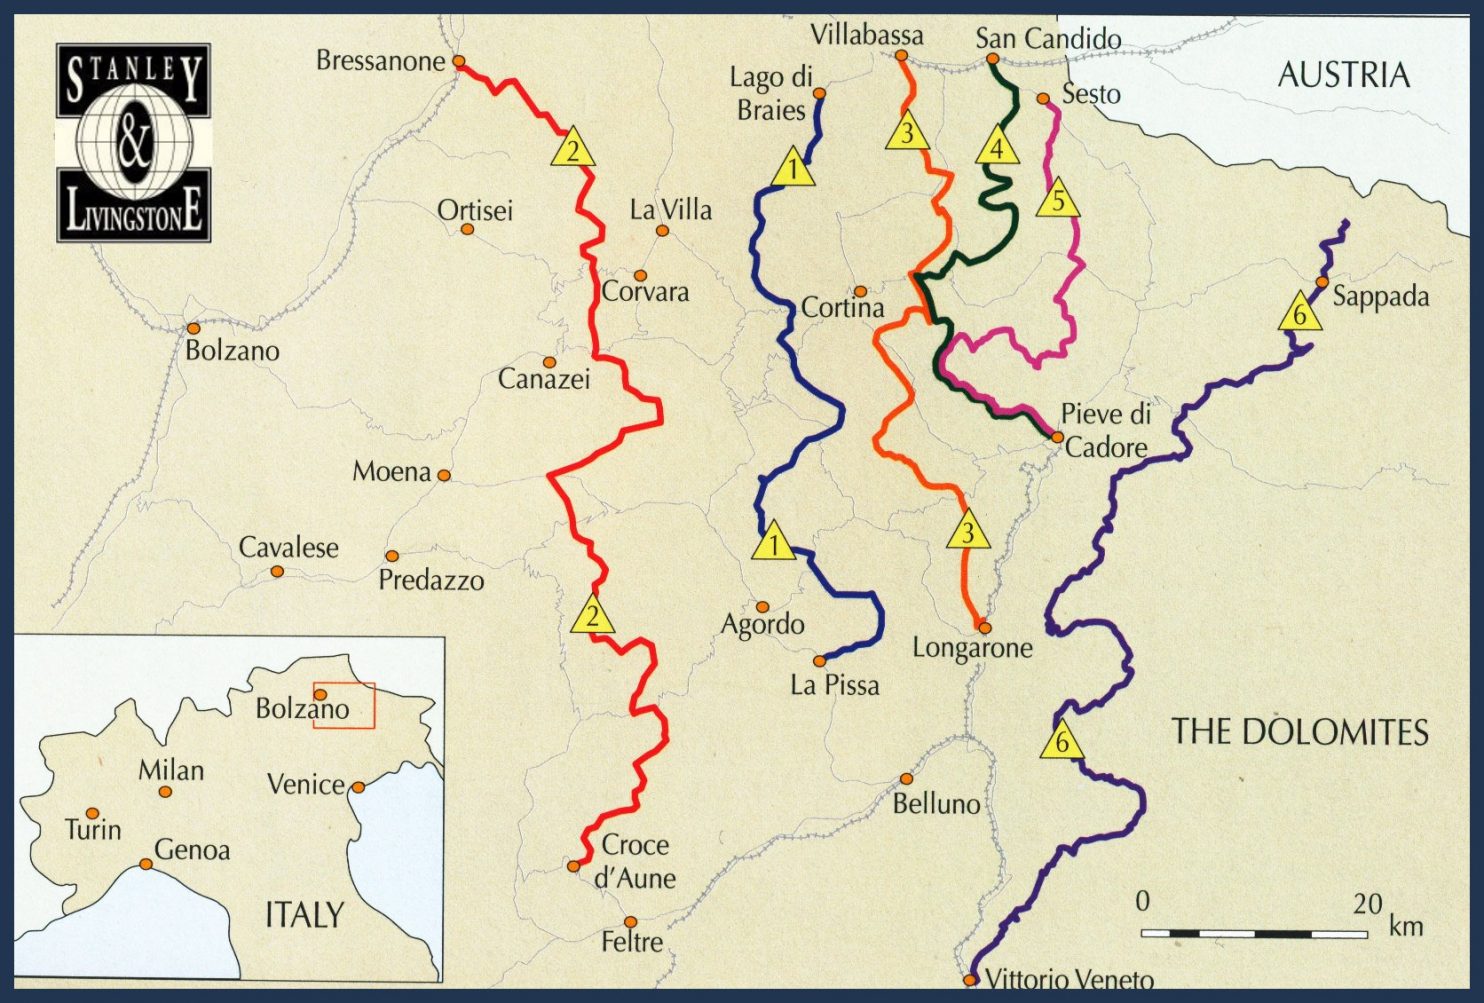 STANLEY
&
LIVINGSTONE
Bressanone
Villabassa
San Candido
AUSTRIA
Lago di
Braies
Sesto
2
1
3
4
5
Ortisei
La Villa
Corvara
Cortina
Sappada
6
Bolzano
Canazei
Pieve di
Cadore
Moena
Cavalese
Predazzo
1
3
2
Agordo
Longarone
La Pissa
6
THE DOLOMITES
Belluno
Croce
d'Aune
Feltre
Vittorio Veneto
0
20
km
Bolzano
Milan
Venice
Turin
Genoa
ITALY